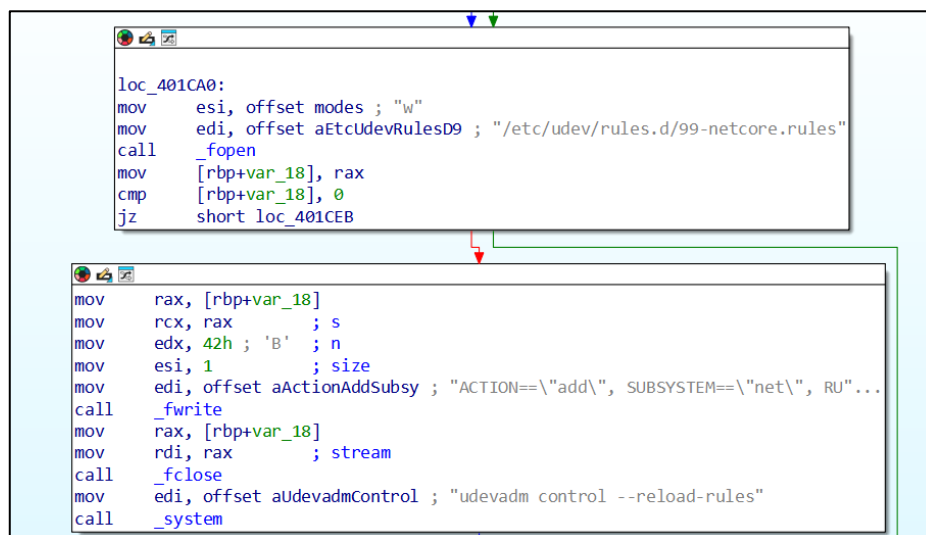 loc_401CA0:
mov     esi, offset modes ; "w"
mov     edi, offset aEtcUdevRulesD9 ; "/etc/udev/rules.d/99-netcore.rules"
call    _fopen
mov     [rbp+var_18], rax
cmp     [rbp+var_18], 0
jz      short loc_401CEB
mov     rax, [rbp+var_18]
mov     rcx, rax        ; s
mov     edx, 42h ; 'B'  ; n
mov     esi, 1          ; size
mov     edi, offset aActionAddSubsy ; "ACTION==\"add\", SUBSYSTEM==\"net\", RU"...
call    _fwrite
mov     rax, [rbp+var_18]
mov     rdi, rax        ; stream
call    _fclose
mov     edi, offset aUdevadmControl ; "udevadm control --reload-rules"
call    _system